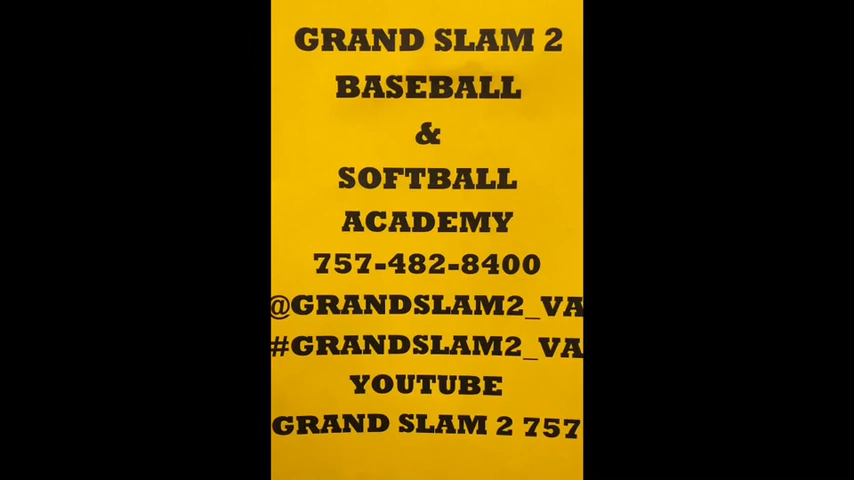 GRAND SLAM 2
BASEBALL
&
SOFTBALL
ACADEMY
757-482-8400
@GRANDSLAM2_VA
#GRANDSLAM2_VA
YOUTUBE
GRAND SLAM 2 757